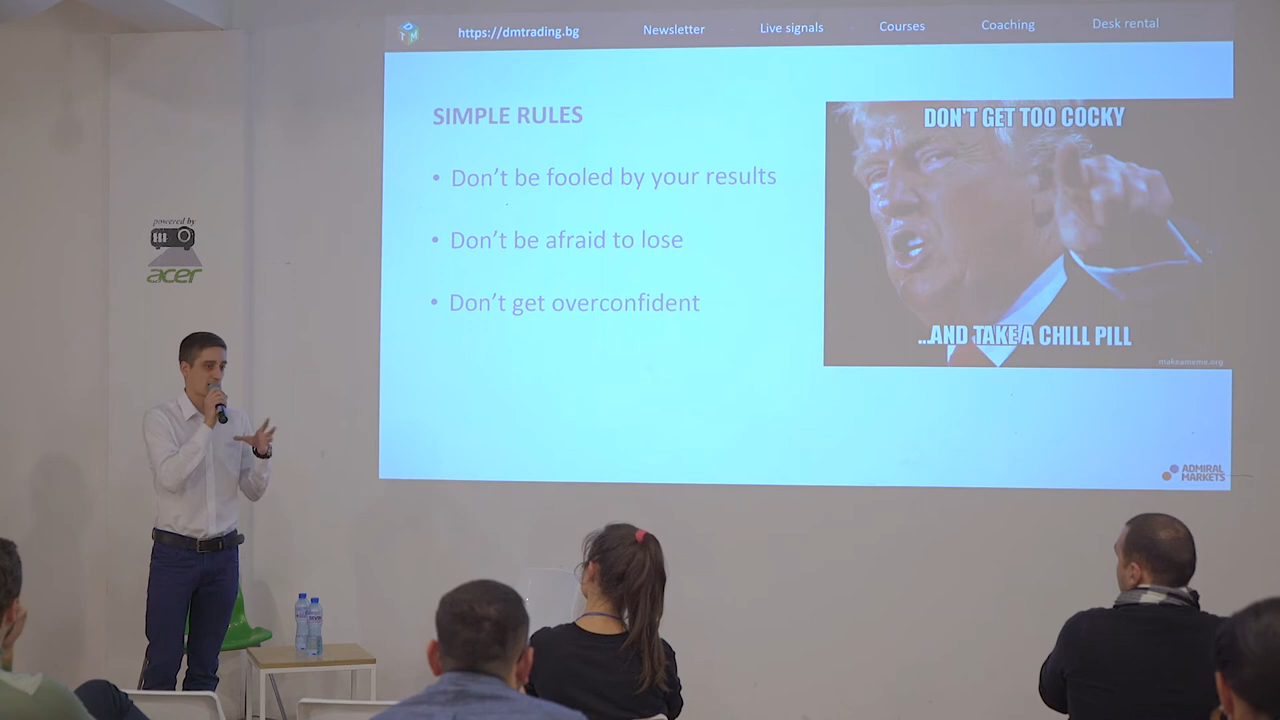 https://dmtrading.bg Newsletter Live signals Courses Coaching Desk rental
SIMPLE RULES
• Don't be fooled by your results
• Don't be afraid to lose
• Don't get overconfident
DON'T GET TOO COCKY
...AND TAKE A CHILL PILL
makeameme.org
ADMIRAL
MARKETS
powered by
acer